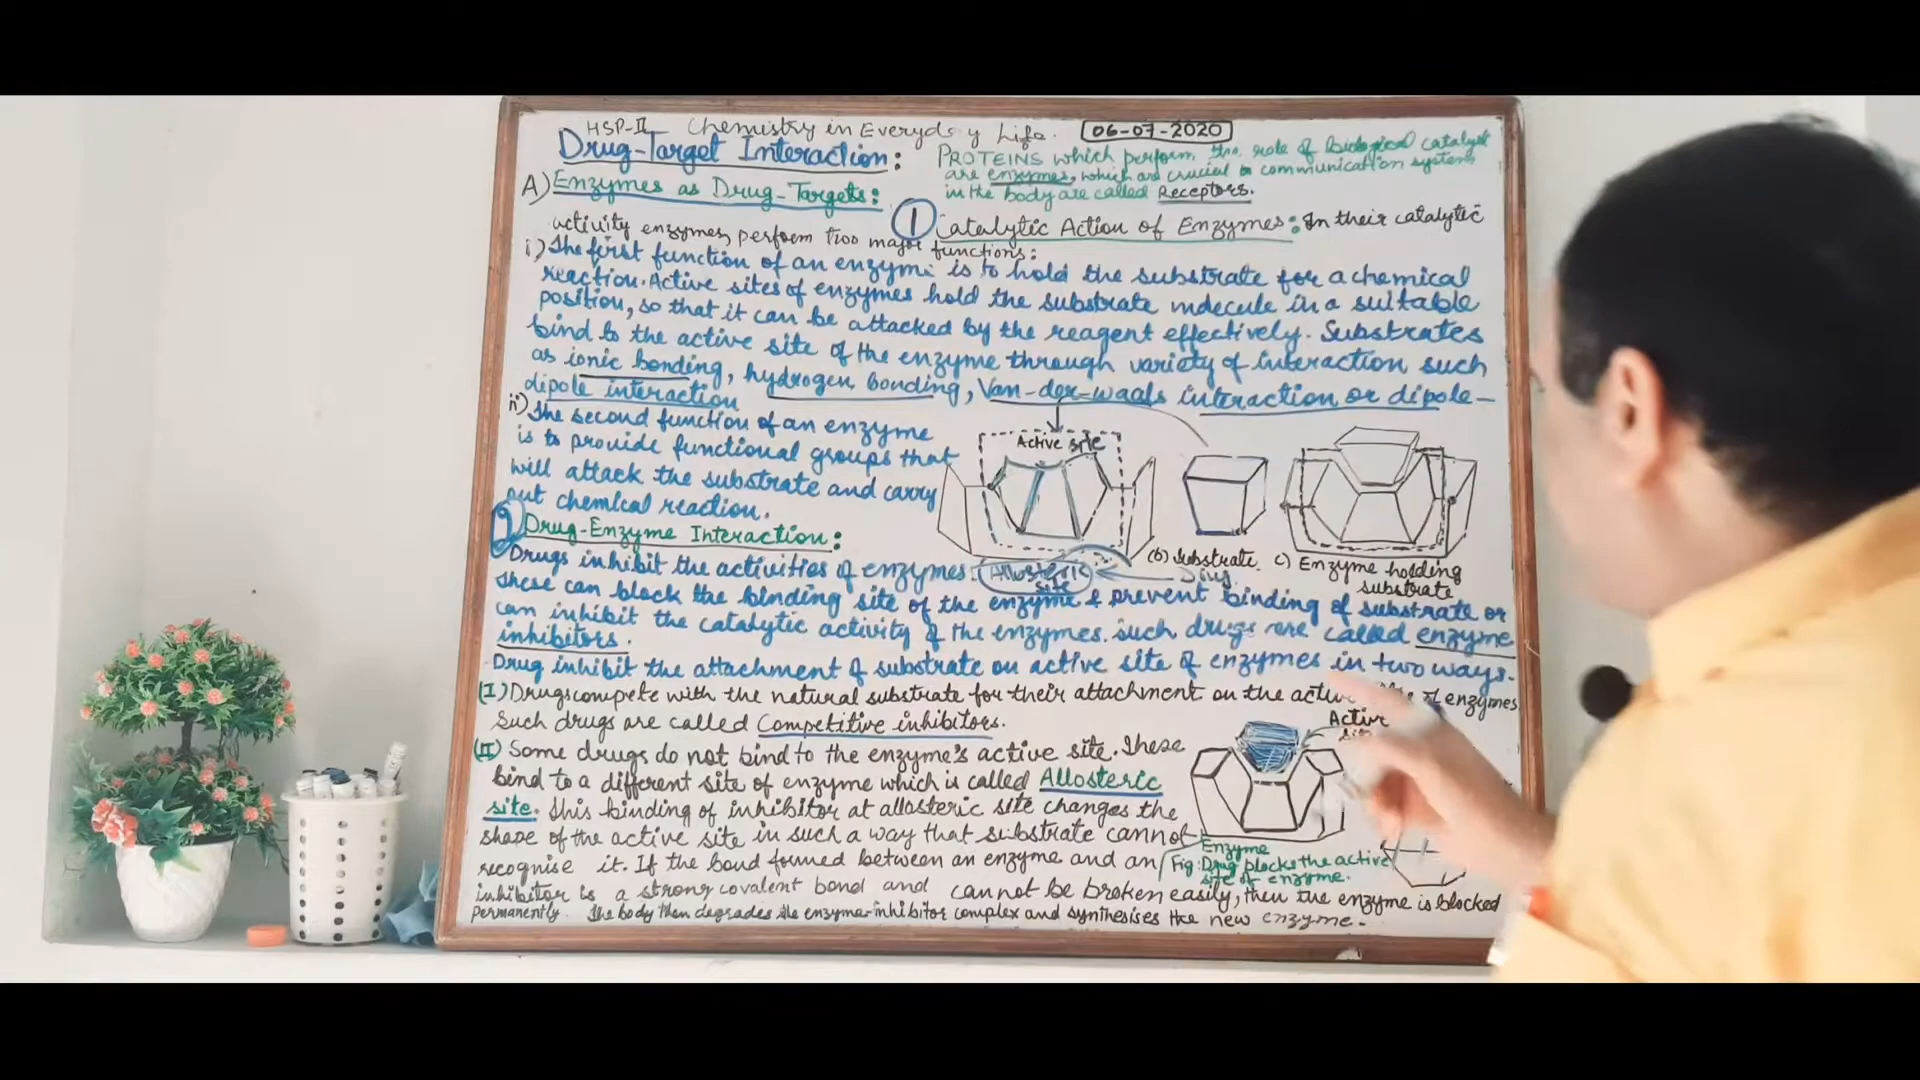 HSP-II Chemistry in Everyday Life. 06-07-2020
Drug-Target Interaction:
PROTEINS which perform the role of biological catalyst
are enzymes, which are crucial to communication system
in the body are called Receptors.
A) Enzymes as Drug-Targets:
1 Catalytic Action of Enzymes: In their catalytic
activity enzymes perform two major functions:
i) The first function of an enzyme is to hold the substrate for a chemical
reaction. Active sites of enzymes hold the substrate molecule in a suitable
position, so that it can be attacked by the reagent effectively. Substrates
bind to the active site of the enzyme through variety of interaction such
as ionic bonding, hydrogen bonding, Van-der-waals interaction or dipole-
dipole interaction
ii) The second function of an enzyme
is to provide functional groups that
will attack the substrate and carry
out chemical reaction.
Active site
(b) Substrate.
c) Enzyme holding
substrate
Drug-Enzyme Interaction:
Drugs inhibit the activities of enzymes.
Allosteric
site
These can block the binding site of the enzyme & prevent binding of substrate or
can inhibit the catalytic activity of the enzymes. Such drugs are called enzyme
inhibitors.
Drug inhibit the attachment of substrate on active site of enzymes in two ways.
(I) Drugs compete with the natural substrate for their attachment on the active of enzymes
Such drugs are called Competitive inhibitors.
(II) Some drugs do not bind to the enzyme's active site. These
bind to a different site of enzyme which is called Allosteric
site. This binding of inhibitor at allosteric site changes the
shape of the active site in such a way that substrate cannot
recognise it. If the bond formed between an enzyme and an
inhibitor is a strong covalent bond and cannot be broken easily, then the enzyme is blocked
permanently. The body then degrades the enzyme-inhibitor complex and synthesises the new enzyme.
Active
Enzyme
Fig: Drug blocks the active
site of enzyme.